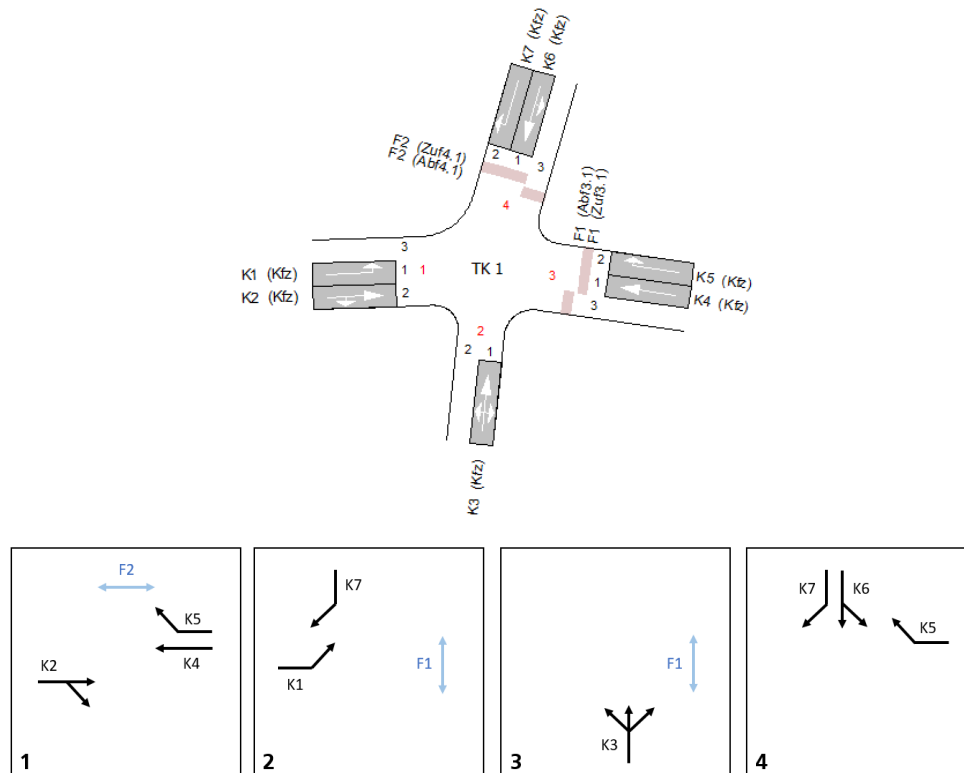 K7 (Kfz)
K6 (Kfz)
F2 (Zuf4.1)
F2 (Abf4.1)
2
1
3
4
F1 (Abf3.1)
F1 (Zuf3.1)
3
K1 (Kfz)
1
1
TK 1
3
2
K5 (Kfz)
K2 (Kfz)
2
1
K4 (Kfz)
3
2
2
1
K3 (Kfz)
F2
K5
K4
K2
1
K7
F1
K1
2
F1
K3
3
K7
K6
K5
4